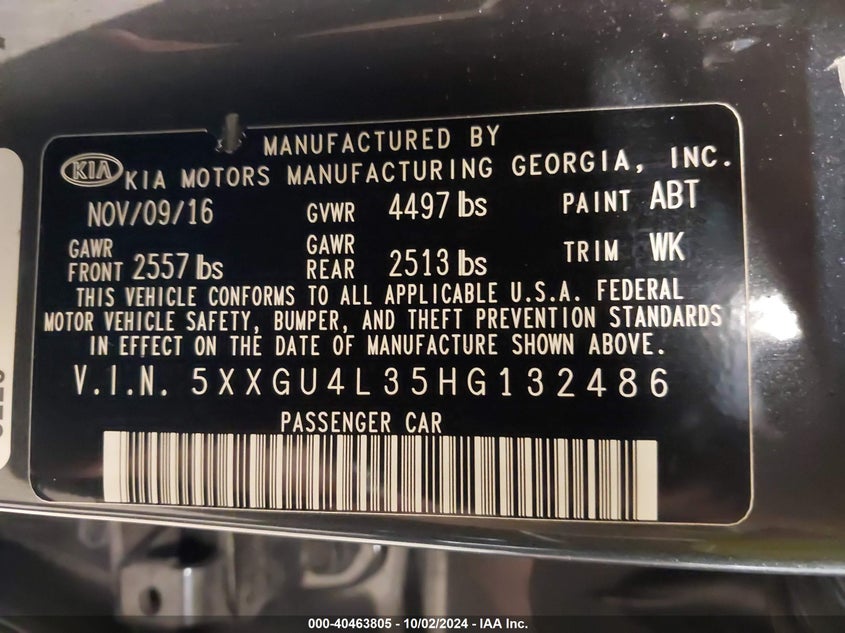 MANUFACTURED BY
KIA KIA MOTORS MANUFACTURING GEORGIA, INC.
NOV/09/16 GVWR 4497 lbs PAINT ABT
GAWR FRONT 2557 lbs GAWR REAR 2513 lbs TRIM WK
THIS VEHICLE CONFORMS TO ALL APPLICABLE U.S.A. FEDERAL
MOTOR VEHICLE SAFETY, BUMPER, AND THEFT PREVENTION STANDARDS
IN EFFECT ON THE DATE OF MANUFACTURE SHOWN ABOVE.
V.I.N. 5XXGU4L35HG132486
PASSENGER CAR
000-40463805 - 10/02/2024 - IAA Inc.